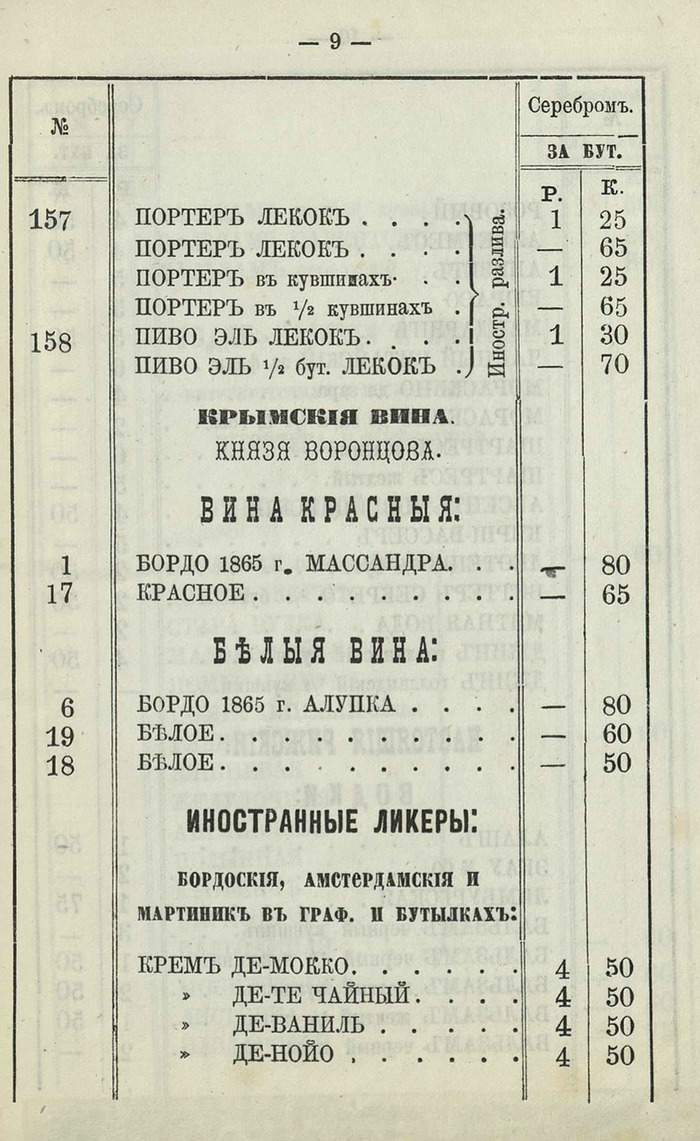 — 9 —
№ Серебромъ.
ЗА БУТ.
Р. К.
157 ПОРТЕРЪ ЛЕКОКЪ . . . . 1 25
ПОРТЕРЪ ЛЕКОКЪ . . . . — 65
ПОРТЕРЪ въ кувшинахъ . . 1 25
ПОРТЕРЪ въ 1/2 кувшинахъ . — 65
158 ПИВО ЭЛЬ ЛЕКОКЪ . . . . 1 30
ПИВО ЭЛЬ 1/2 бут. ЛЕКОКЪ . — 70
Иностр. разлива.
КРЫМСКІЯ ВИНА.
КНЯЗЯ ВОРОНЦОВА.
ВИНА КРАСНЫЯ:
1 БОРДО 1865 г. МАССАНДРА. . . — 80
17 КРАСНОЕ . . . . . . . . . — 65
БѢЛЫЯ ВИНА:
6 БОРДО 1865 г. АЛУПКА . . . . — 80
19 БѢЛОЕ . . . . . . . . . . — 60
18 БѢЛОЕ . . . . . . . . . . — 50
ИНОСТРАННЫЕ ЛИКЕРЫ:
БОРДОСКІЯ, АМСТЕРДАМСКІЯ И
МАРТИНИКЪ ВЪ ГРАФ. И БУТЫЛКАХЪ:
КРЕМЪ ДЕ-МОККО . . . . . . 4 50
» ДЕ-ТЕ ЧАЙНЫЙ . . . . 4 50
» ДЕ-ВАНИЛЬ . . . . . 4 50
» ДЕ-НОЙО . . . . . . 4 50